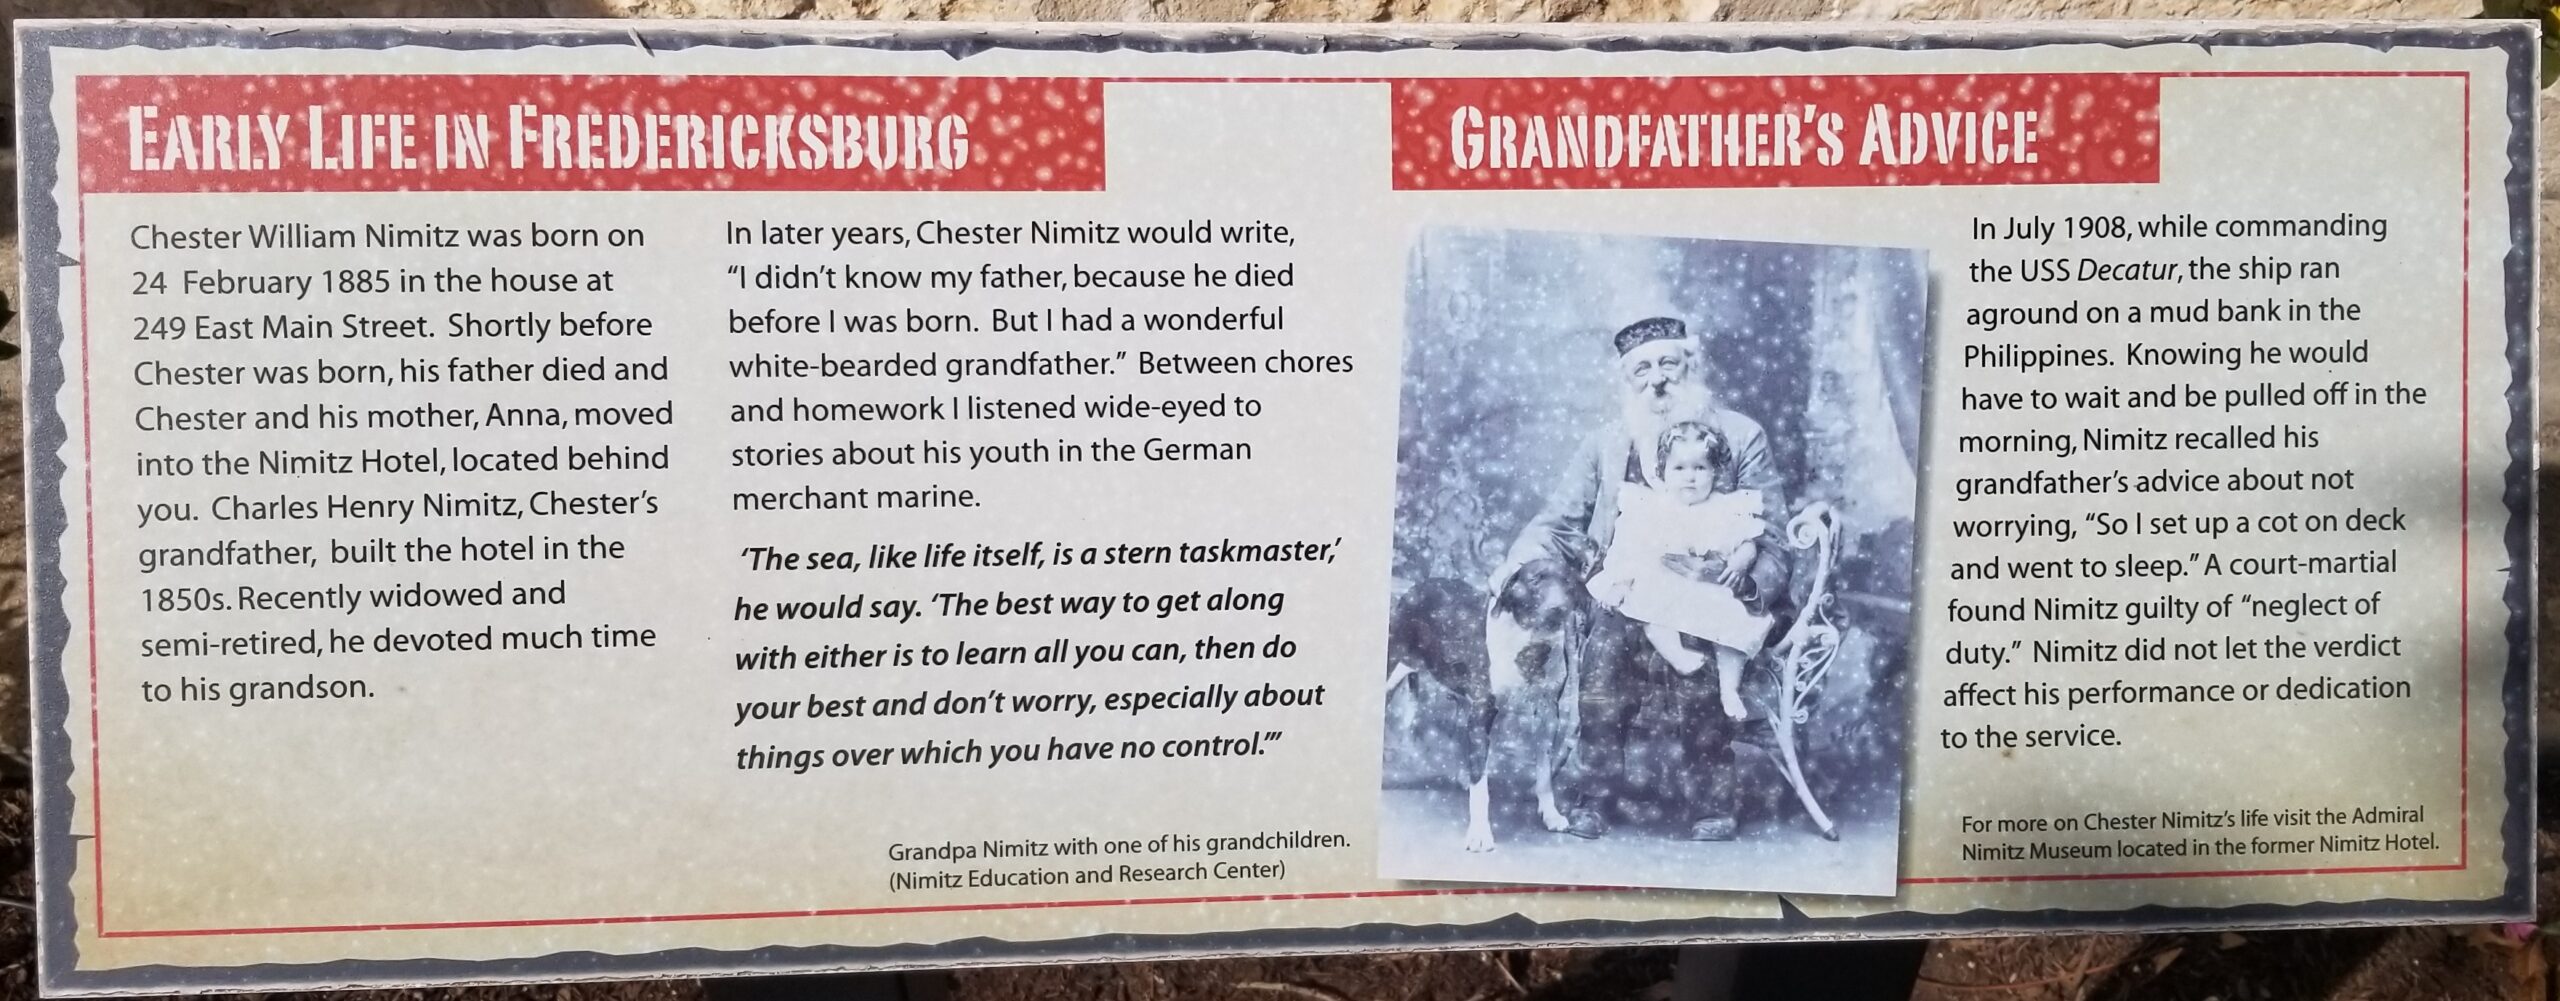 EARLY LIFE IN FREDERICKSBURG
Chester William Nimitz was born on
24 February 1885 in the house at
249 East Main Street. Shortly before
Chester was born, his father died and
Chester and his mother, Anna, moved
into the Nimitz Hotel, located behind
you. Charles Henry Nimitz, Chester's
grandfather, built the hotel in the
1850s. Recently widowed and
semi-retired, he devoted much time
to his grandson.
In later years, Chester Nimitz would write,
"I didn't know my father, because he died
before I was born. But I had a wonderful
white-bearded grandfather." Between chores
and homework I listened wide-eyed to
stories about his youth in the German
merchant marine.
'The sea, like life itself, is a stern taskmaster,'
he would say. 'The best way to get along
with either is to learn all you can, then do
your best and don't worry, especially about
things over which you have no control.'"
Grandpa Nimitz with one of his grandchildren.
(Nimitz Education and Research Center)
GRANDFATHER'S ADVICE
In July 1908, while commanding
the USS Decatur, the ship ran
aground on a mud bank in the
Philippines. Knowing he would
have to wait and be pulled off in the
morning, Nimitz recalled his
grandfather's advice about not
worrying, "So I set up a cot on deck
and went to sleep." A court-martial
found Nimitz guilty of "neglect of
duty." Nimitz did not let the verdict
affect his performance or dedication
to the service.
For more on Chester Nimitz's life visit the Admiral
Nimitz Museum located in the former Nimitz Hotel.